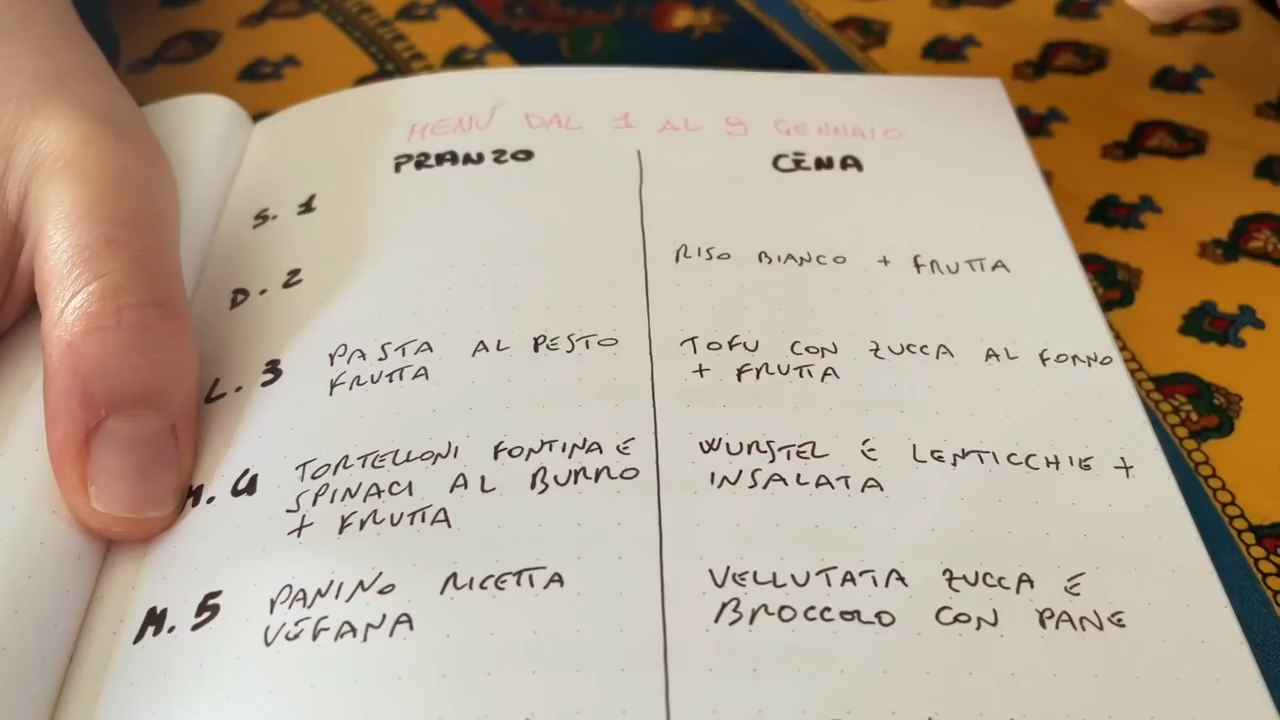 MENÚ DAL 1 AL 9 GENNAIO
PRANZO
CENA
S. 1
D. 2
RISO BIANCO + FRUTTA
L. 3
PASTA AL PESTO
FRUTTA
TOFU CON ZUCCA AL FORNO
+ FRUTTA
M. 4
TORTELLONI FONTINA E
SPINACI AL BURRO
+ FRUTTA
WURSTEL E LENTICCHIE +
INSALATA
M. 5
PANINO RICETTA
VEGANA
VELLUTATA ZUCCA E
BROCCOLO CON PANE